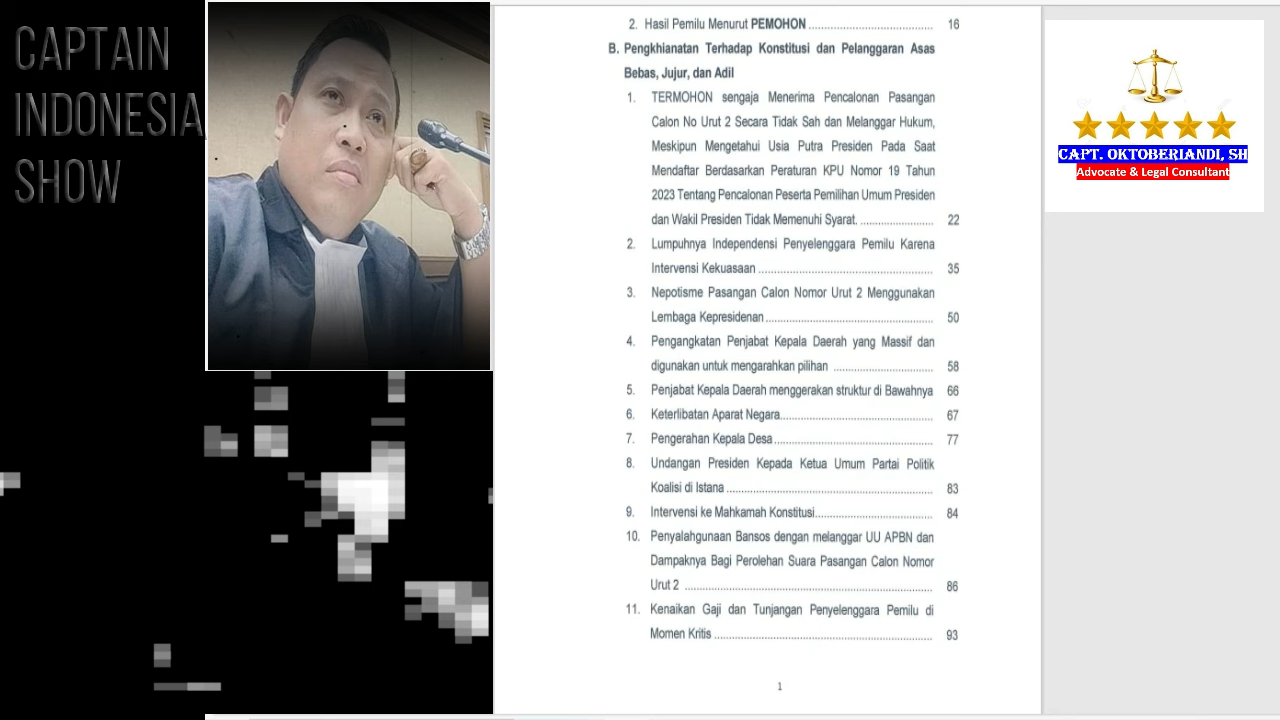 CAPTAIN
INDONESIA
SHOW
2. Hasil Pemilu Menurut PEMOHON ........................................ 16
B. Pengkhianatan Terhadap Konstitusi dan Pelanggaran Asas
Bebas, Jujur, dan Adil
1. TERMOHON sengaja Menerima Pencalonan Pasangan
Calon No Urut 2 Secara Tidak Sah dan Melanggar Hukum,
Meskipun Mengetahui Usia Putra Presiden Pada Saat
Mendaftar Berdasarkan Peraturan KPU Nomor 19 Tahun
2023 Tentang Pencalonan Peserta Pemilihan Umum Presiden
dan Wakil Presiden Tidak Memenuhi Syarat. ........................ 22
2. Lumpuhnya Independensi Penyelenggara Pemilu Karena
Intervensi Kekuasaan ........................................................ 35
3. Nepotisme Pasangan Calon Nomor Urut 2 Menggunakan
Lembaga Kepresidenan ...................................................... 50
4. Pengangkatan Penjabat Kepala Daerah yang Massif dan
digunakan untuk mengarahkan pilihan ................................ 58
5. Penjabat Kepala Daerah menggerakan struktur di Bawahnya 66
6. Keterlibatan Aparat Negara.................................................. 67
7. Pengerahan Kepala Desa .................................................... 77
8. Undangan Presiden Kepada Ketua Umum Partai Politik
Koalisi di Istana .................................................................. 83
9. Intervensi ke Mahkamah Konstitusi...................................... 84
10. Penyalahgunaan Bansos dengan melanggar UU APBN dan
Dampaknya Bagi Perolehan Suara Pasangan Calon Nomor
Urut 2 ................................................................................ 86
11. Kenaikan Gaji dan Tunjangan Penyelenggara Pemilu di
Momen Kritis ...................................................................... 93
1
CAPT. OKTOBERIANDI, SH
Advocate & Legal Consultant